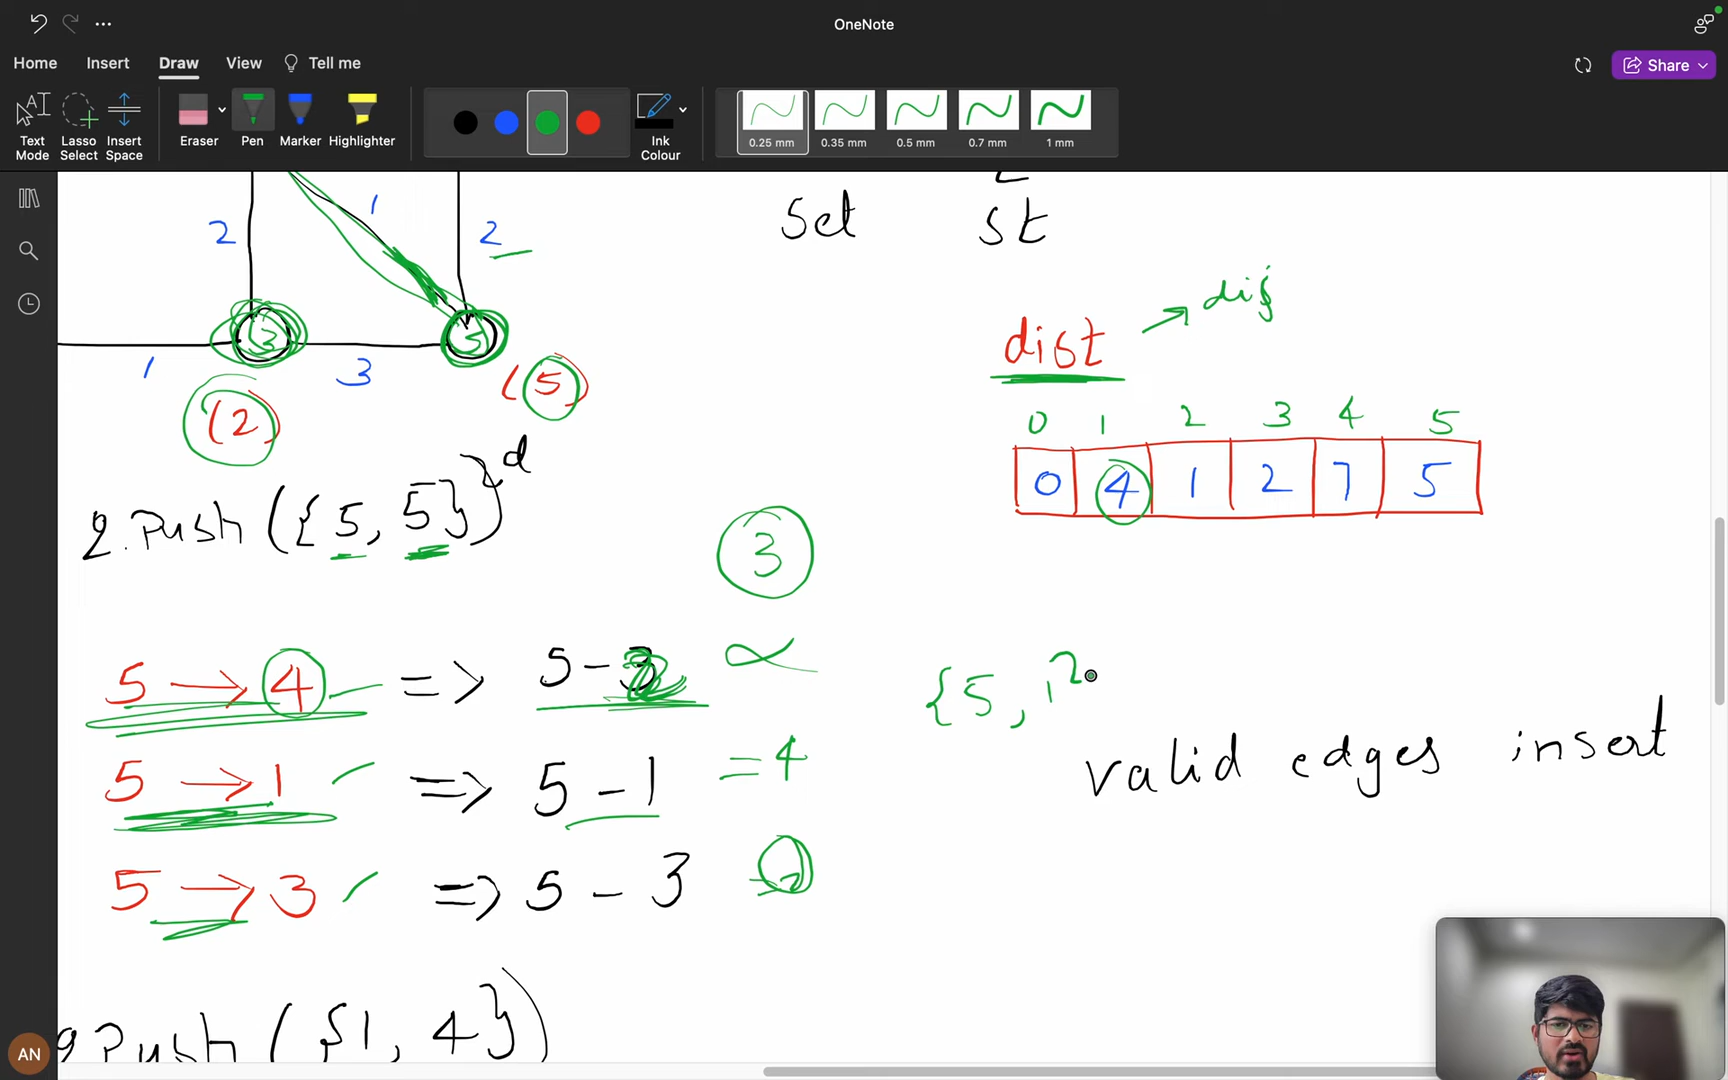 OneNote
Home Insert Draw View Tell me
Share
Text Mode
Lasso Select
Insert Space
Eraser
Pen
Marker
Highlighter
Ink Colour
0.25 mm
0.35 mm
0.5 mm
0.7 mm
1 mm
2 1 2
Set st
dist → dis
3 5
1 3
(2) (5)
0 1 2 3 4 5
0 4 1 2 7 5
q.push({5, 5}) d
3
5 → 4 => 5 -
{5, 1
5 → 1 => 5 - 1 = 4
valid edges insert
5 → 3 => 5 - 3
q.push({1, 4})
AN